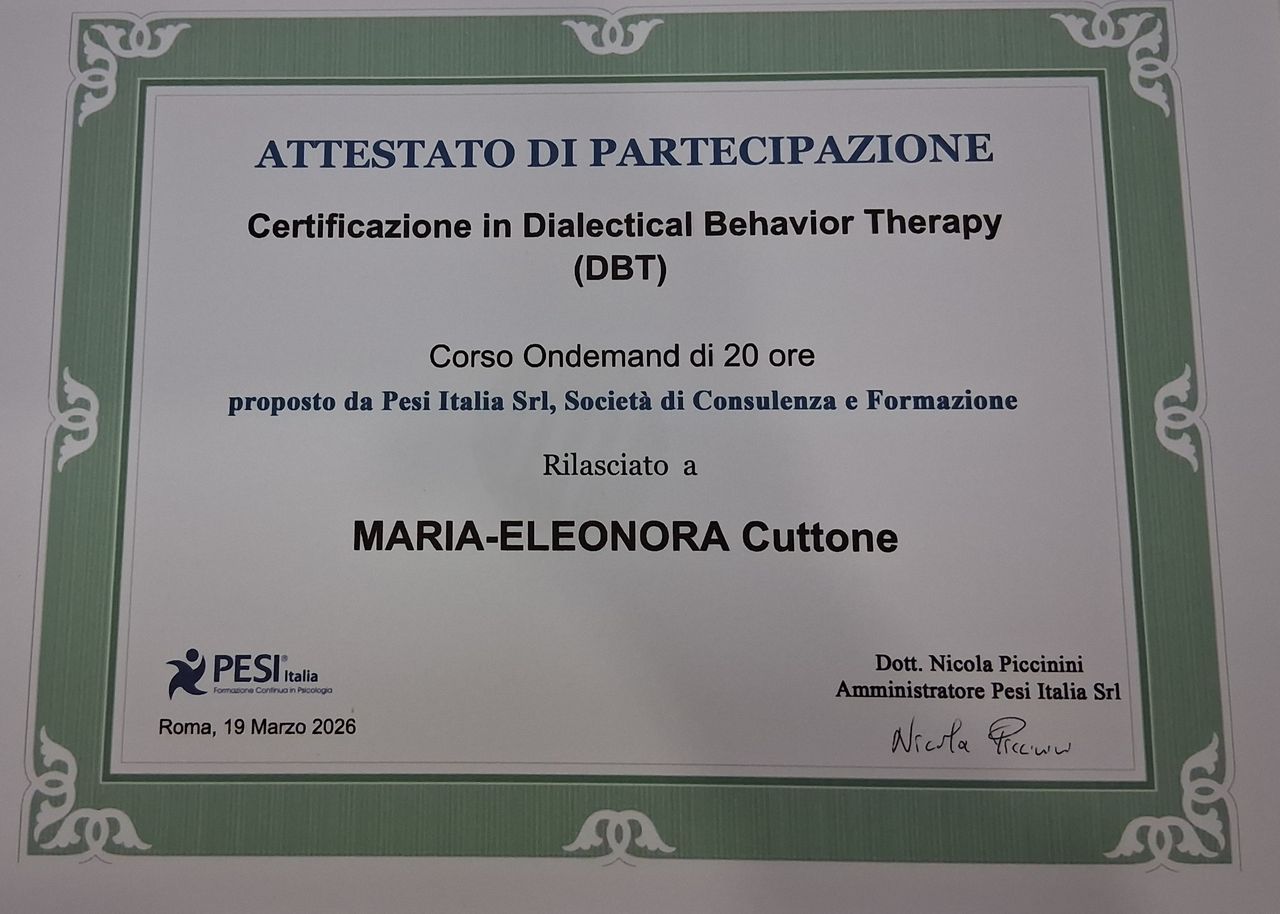 ATTESTATO DI PARTECIPAZIONE
Certificazione in Dialectical Behavior Therapy
(DBT)
Corso Ondemand di 20 ore
proposto da Pesi Italia Srl, Società di Consulenza e Formazione
Rilasciato a
MARIA-ELEONORA Cuttone
PESI® Italia
Formazione Continua in Psicologia
Roma, 19 Marzo 2026
Dott. Nicola Piccinini
Amministratore Pesi Italia Srl
Nicola Piccinini